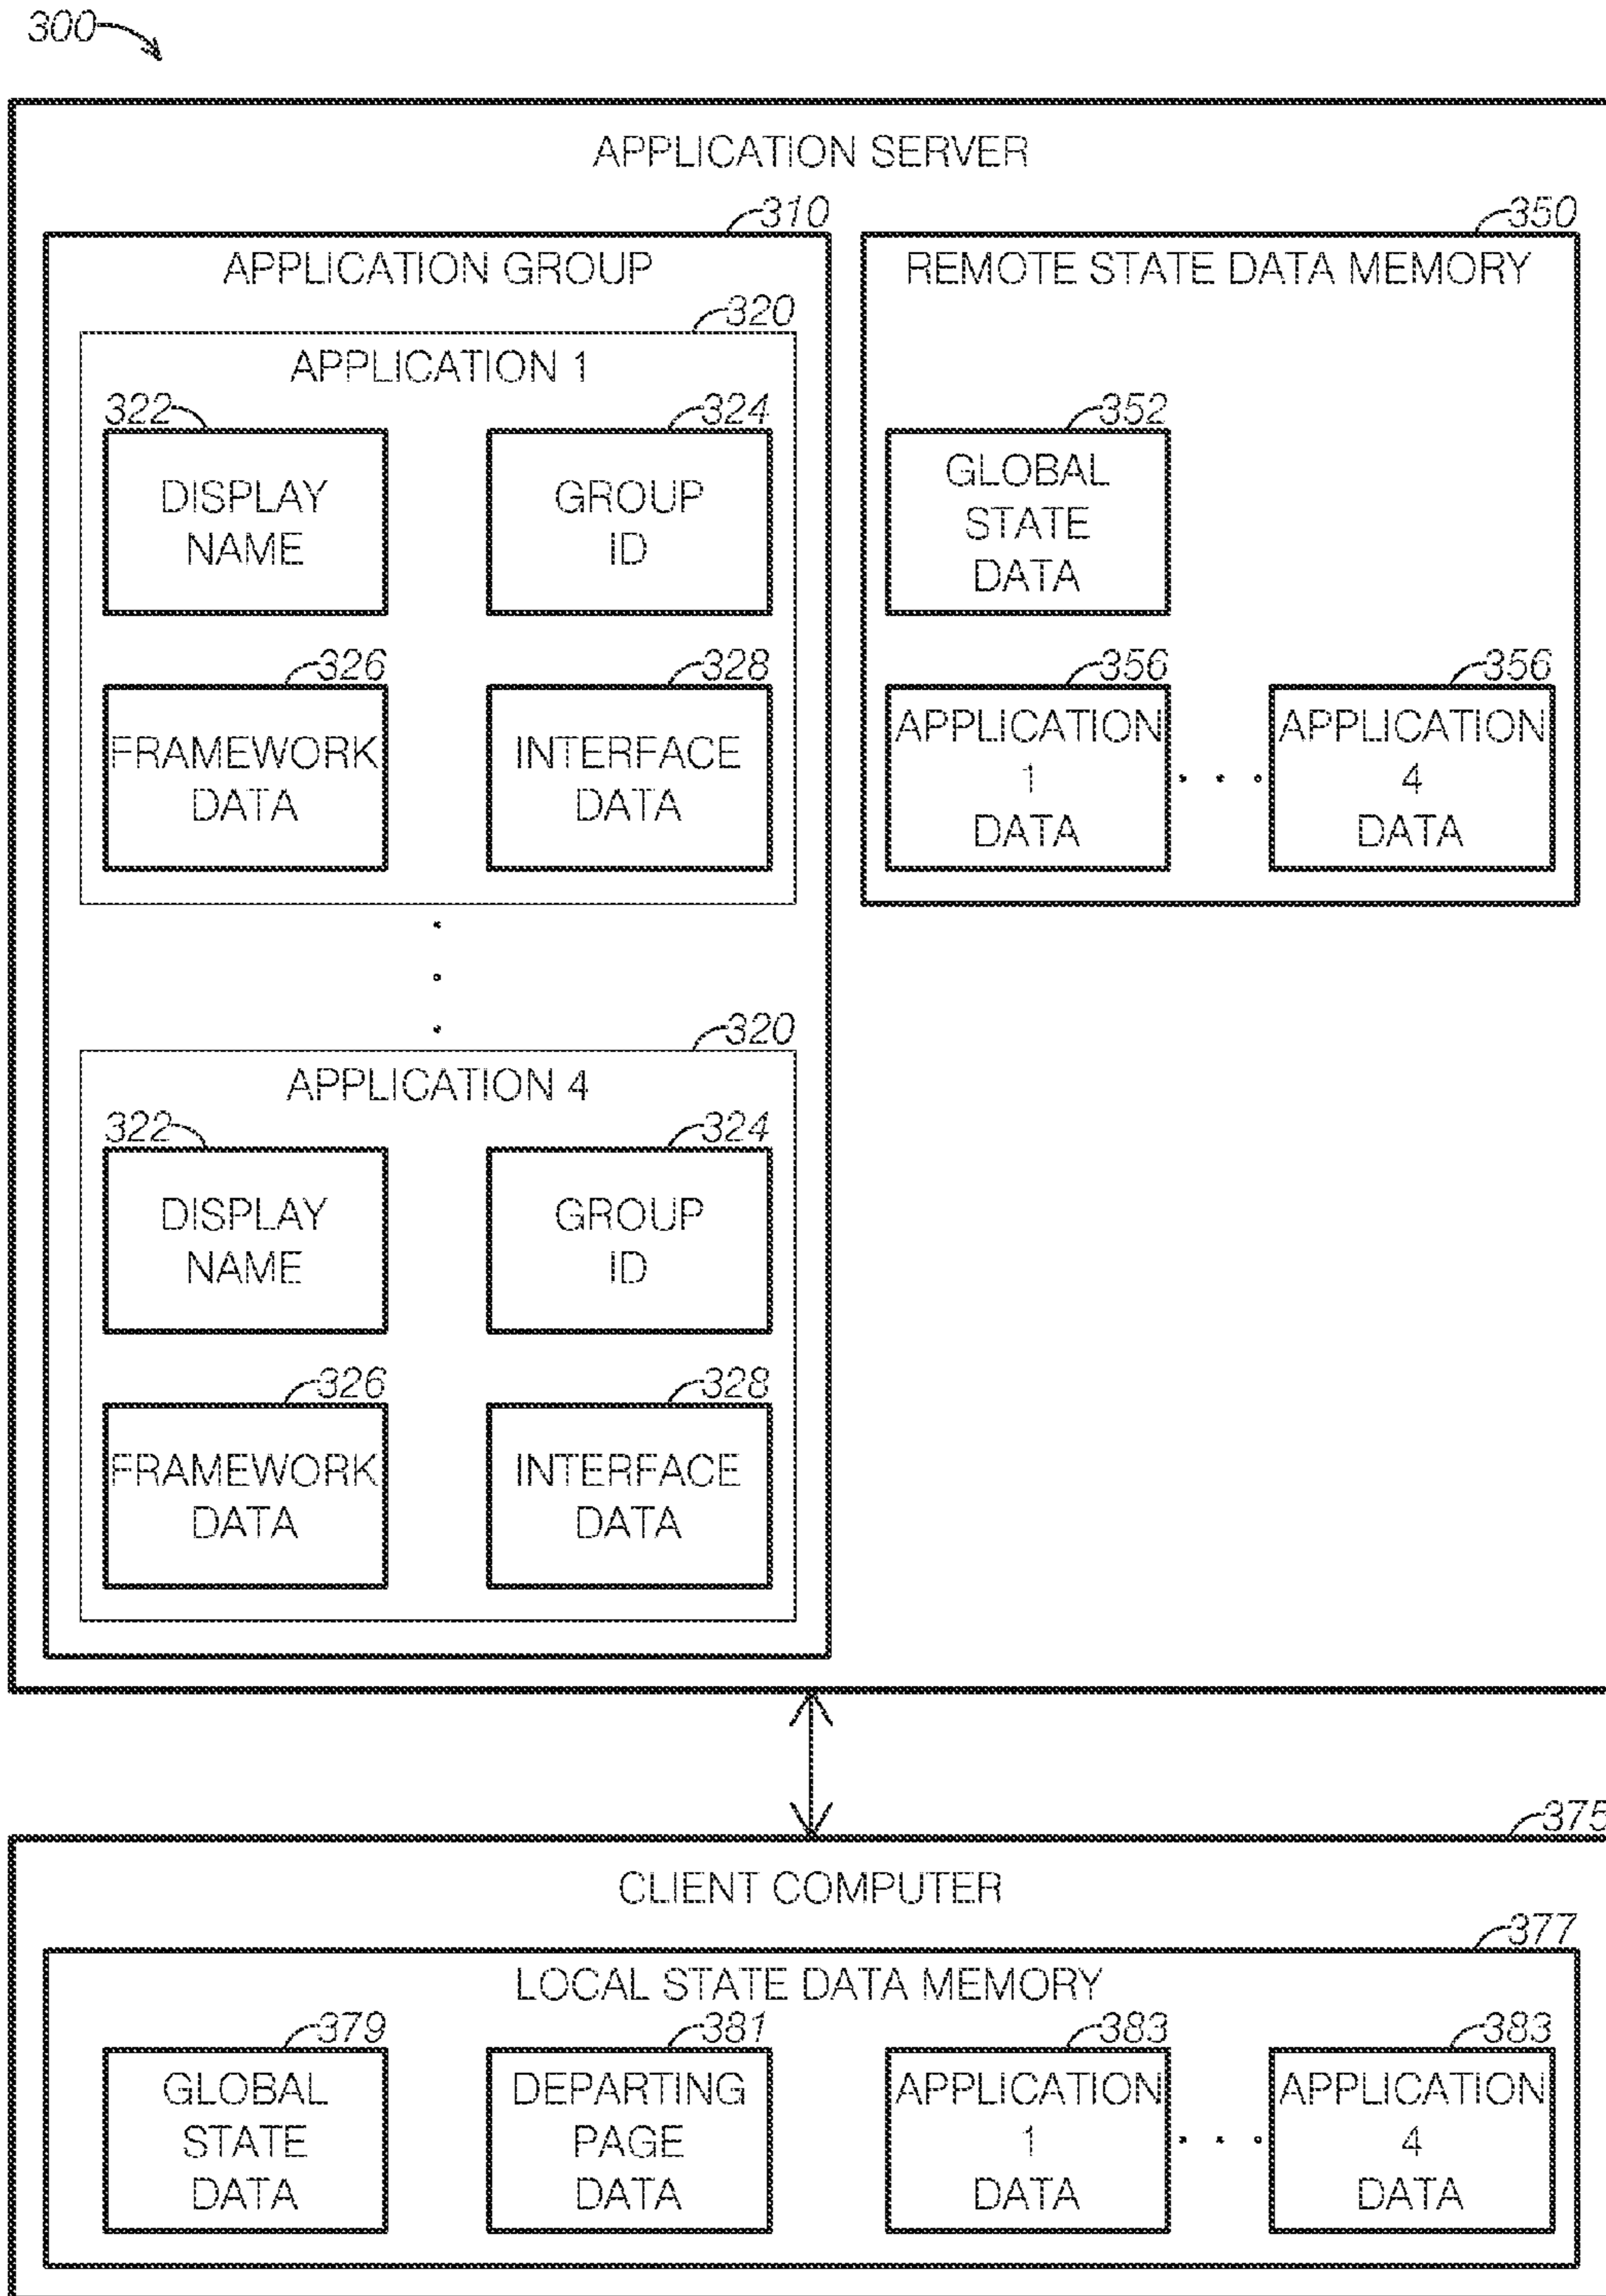 300
APPLICATION SERVER
310
APPLICATION GROUP
320
APPLICATION 1
322
DISPLAY
NAME
324
GROUP
ID
326
FRAMEWORK
DATA
328
INTERFACE
DATA
320
APPLICATION 4
322
DISPLAY
NAME
324
GROUP
ID
326
FRAMEWORK
DATA
328
INTERFACE
DATA
350
REMOTE STATE DATA MEMORY
352
GLOBAL
STATE
DATA
356
APPLICATION
1
DATA
. . .
356
APPLICATION
4
DATA
375
CLIENT COMPUTER
377
LOCAL STATE DATA MEMORY
379
GLOBAL
STATE
DATA
381
DEPARTING
PAGE
DATA
383
APPLICATION
1
DATA
. . .
383
APPLICATION
4
DATA